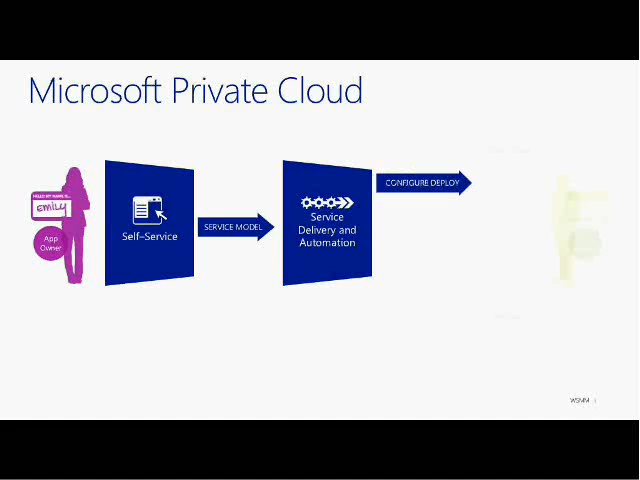 Microsoft Private Cloud
HELLO MY NAME IS...
emily
App
Owner
Self-Service
SERVICE MODEL
Service
Delivery and
Automation
CONFIGURE DEPLOY
WSMM